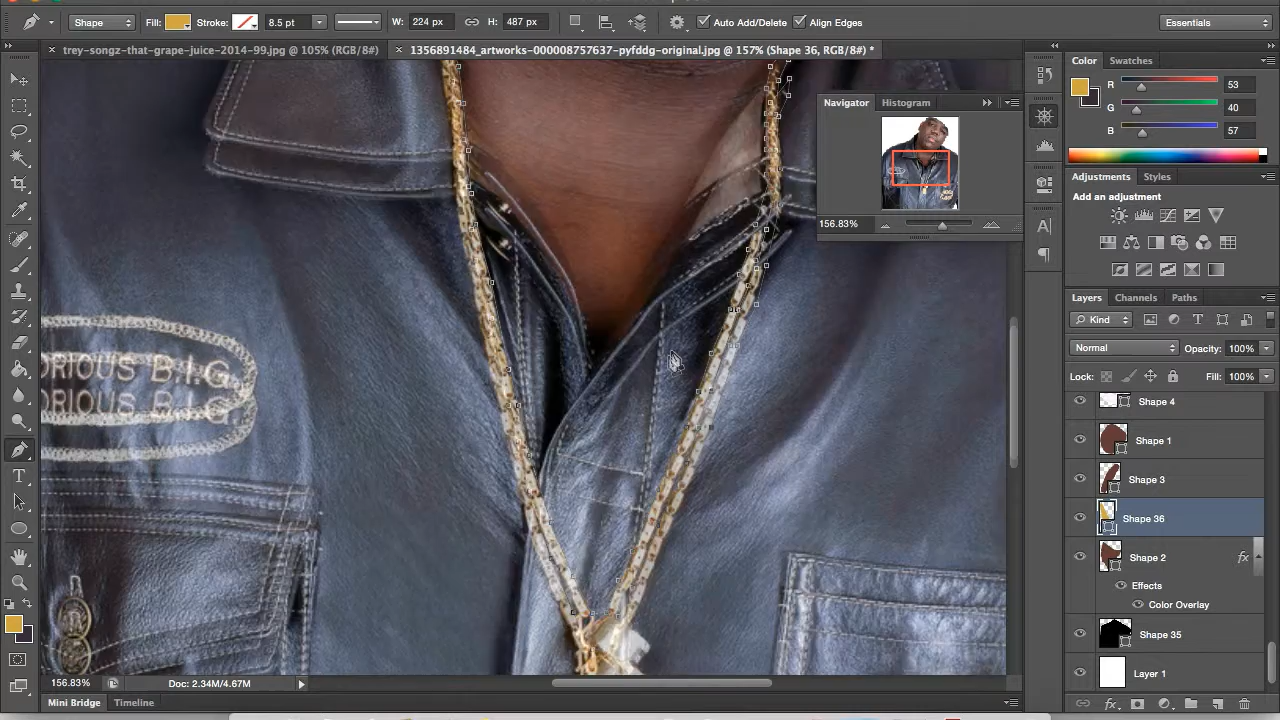 Shape Fill: Stroke: 8.5 pt W: 224 px H: 487 px Auto Add/Delete Align Edges Essentials
trey-songz-that-grape-juice-2014-99.jpg @ 105% (RGB/8#) 1356891484_artworks-000008757637-pyfddg-original.jpg @ 157% (Shape 36, RGB/8#) *
Color Swatches
R 53
G 40
B 57
Navigator Histogram
156.83%
Adjustments Styles
Add an adjustment
A
Layers Channels Paths
Kind T
Normal Opacity: 100%
Lock: Fill: 100%
Shape 4
Shape 1
Shape 3
Shape 36
Shape 2 fx
Effects
Color Overlay
Shape 35
Layer 1
ORIOUS B.I.G
ORIOUS B.I.G
T
156.83% Doc: 2.34M/4.67M
fx
Mini Bridge Timeline